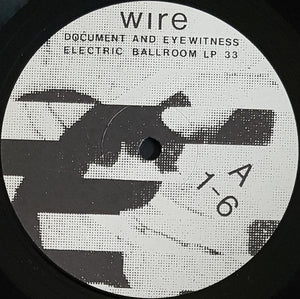 wire
DOCUMENT AND EYEWITNESS
ELECTRIC BALLROOM LP 33
A
1-6